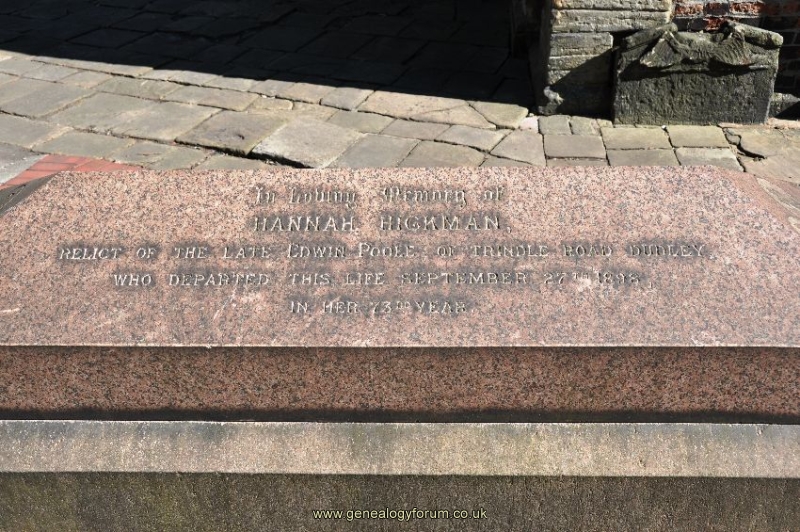 In Loving Memory of
HANNAH HICKMAN,
RELICT OF THE LATE EDWIN POOLE OF TRINDLE ROAD DUDLEY,
WHO DEPARTED THIS LIFE SEPTEMBER 27TH
IN HER 73RD YEAR
www.genealogyforum.co.uk